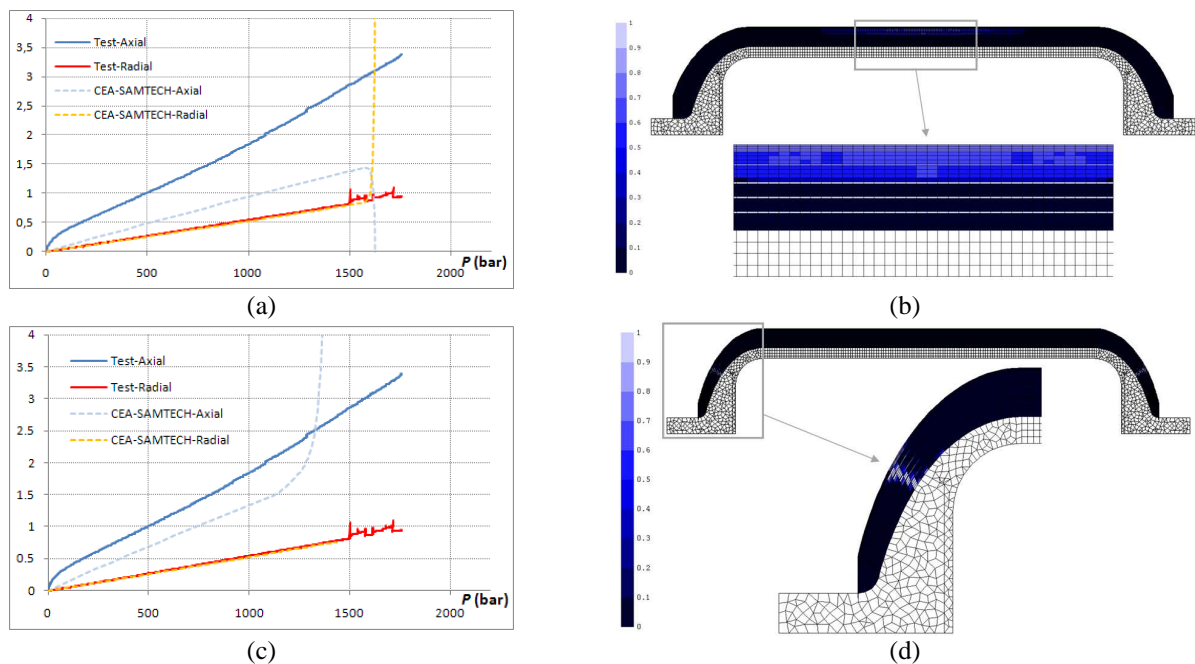 4
3,5
3
2,5
2
1,5
1
0,5
0
Test-Axial
Test-Radial
CEA-SAMTECH-Axial
CEA-SAMTECH-Radial
P (bar)
0 500 1000 1500 2000
(a)
1
0.9
0.8
0.7
0.6
0.5
0.4
0.3
0.2
0.1
0
(b)
4
3.5
3
2.5
2
1.5
1
0.5
0
Test-Axial
Test-Radial
CEA-SAMTECH-Axial
CEA-SAMTECH-Radial
P (bar)
0 500 1000 1500 2000
(c)
1
0.9
0.8
0.7
0.6
0.5
0.4
0.3
0.2
0.1
0
(d)